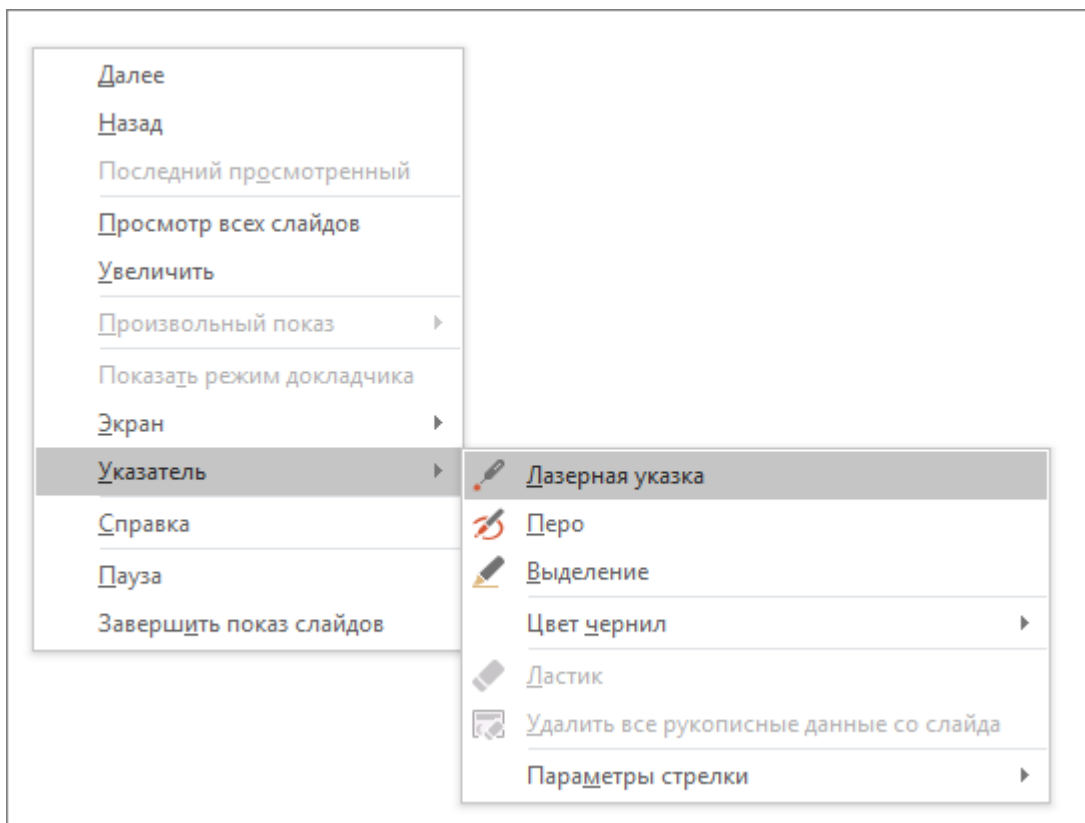 Далее
Назад
Последний просмотренный
Просмотр всех слайдов
Увеличить
Произвольный показ
Показать режим докладчика
Экран
Указатель
Справка
Пауза
Завершить показ слайдов
Лазерная указка
Перо
Выделение
Цвет чернил
Ластик
Удалить все рукописные данные со слайда
Параметры стрелки